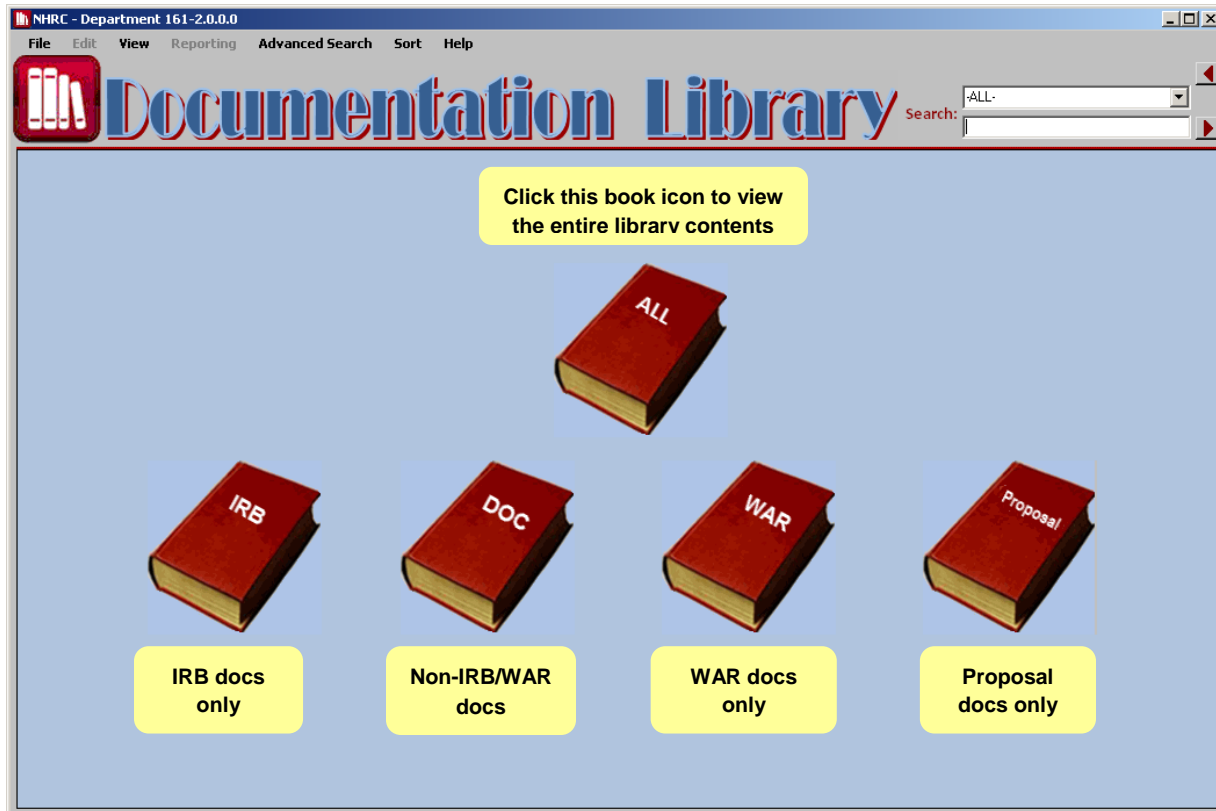 NHRC - Department 161-2.0.0.0
File Edit View Reporting Advanced Search Sort Help
Documentation Library
Search:
-ALL-
Click this book icon to view
the entire library contents
ALL
IRB
DOC
WAR
Proposal
IRB docs
only
Non-IRB/WAR
docs
WAR docs
only
Proposal
docs only